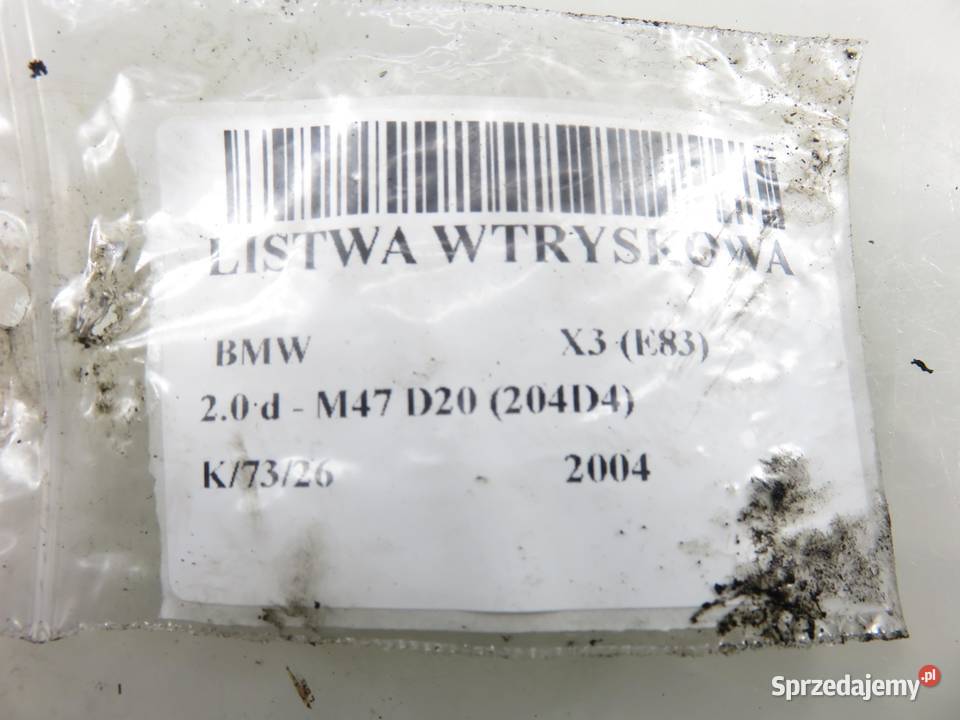 LISTWA WTRYSKOWA
BMW X3 (E83)
2.0 d - M47 D20 (204D4)
K/73/26 2004
Sprzedajemy.pl